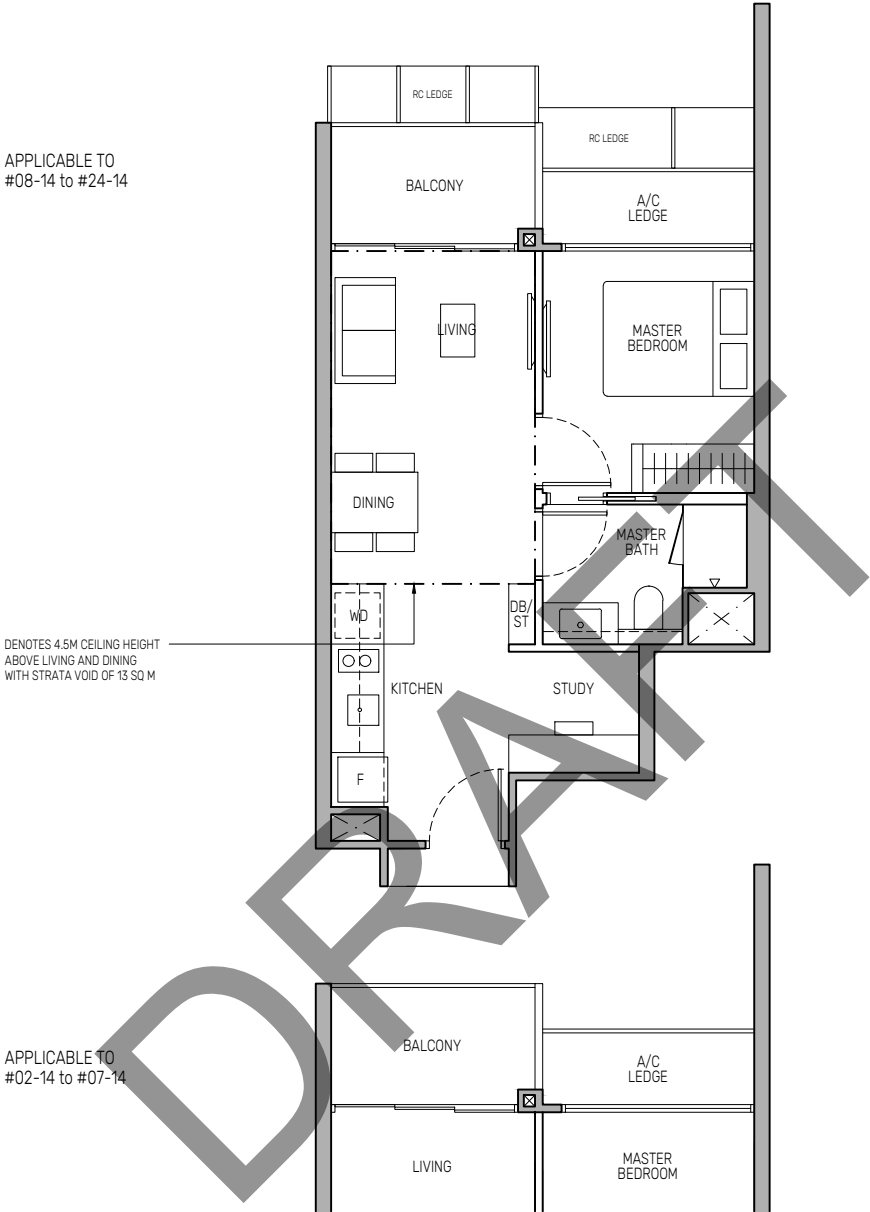 RC LEDGE
RC LEDGE
APPLICABLE TO
#08-14 to #24-14
BALCONY
A/C
LEDGE
LIVING
MASTER
BEDROOM
DINING
MASTER
BATH
WD
DB/
ST
DENOTES 4.5M CEILING HEIGHT
ABOVE LIVING AND DINING
WITH STRATA VOID OF 13 SQ M
KITCHEN
STUDY
F
DRAFT
APPLICABLE TO
#02-14 to #07-14
BALCONY
A/C
LEDGE
LIVING
MASTER
BEDROOM